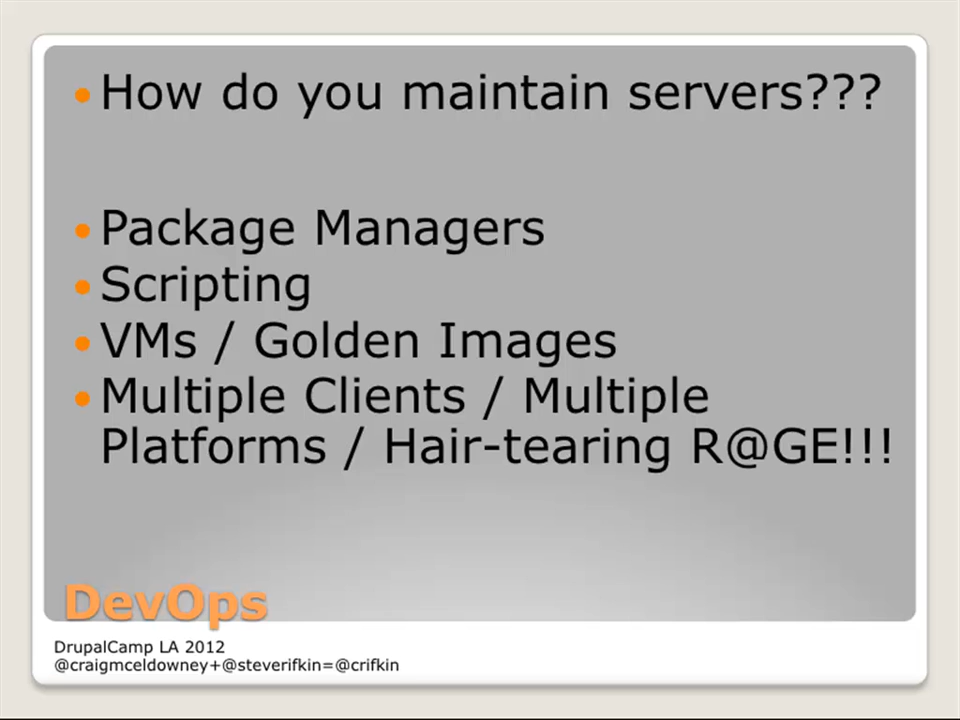 How do you maintain servers???
Package Managers
Scripting
VMs / Golden Images
Multiple Clients / Multiple
Platforms / Hair-tearing R@GE!!!
DevOps
DrupalCamp LA 2012
@craigmceldowney+@steverifkin=@crifkin